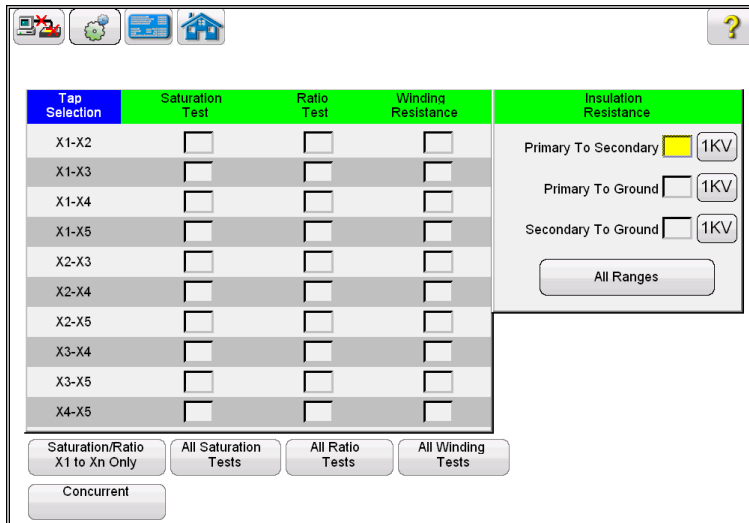 ?
Tap Selection Saturation Test Ratio Test Winding Resistance
X1-X2
X1-X3
X1-X4
X1-X5
X2-X3
X2-X4
X2-X5
X3-X4
X3-X5
X4-X5
Insulation Resistance
Primary To Secondary 1KV
Primary To Ground 1KV
Secondary To Ground 1KV
All Ranges
Saturation/Ratio X1 to Xn Only All Saturation Tests All Ratio Tests All Winding Tests
Concurrent